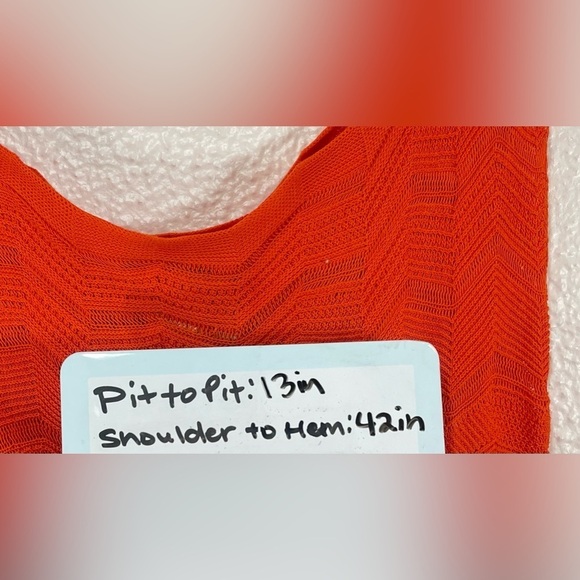 Pit to Pit: 13in
Shoulder to Hem: 42in